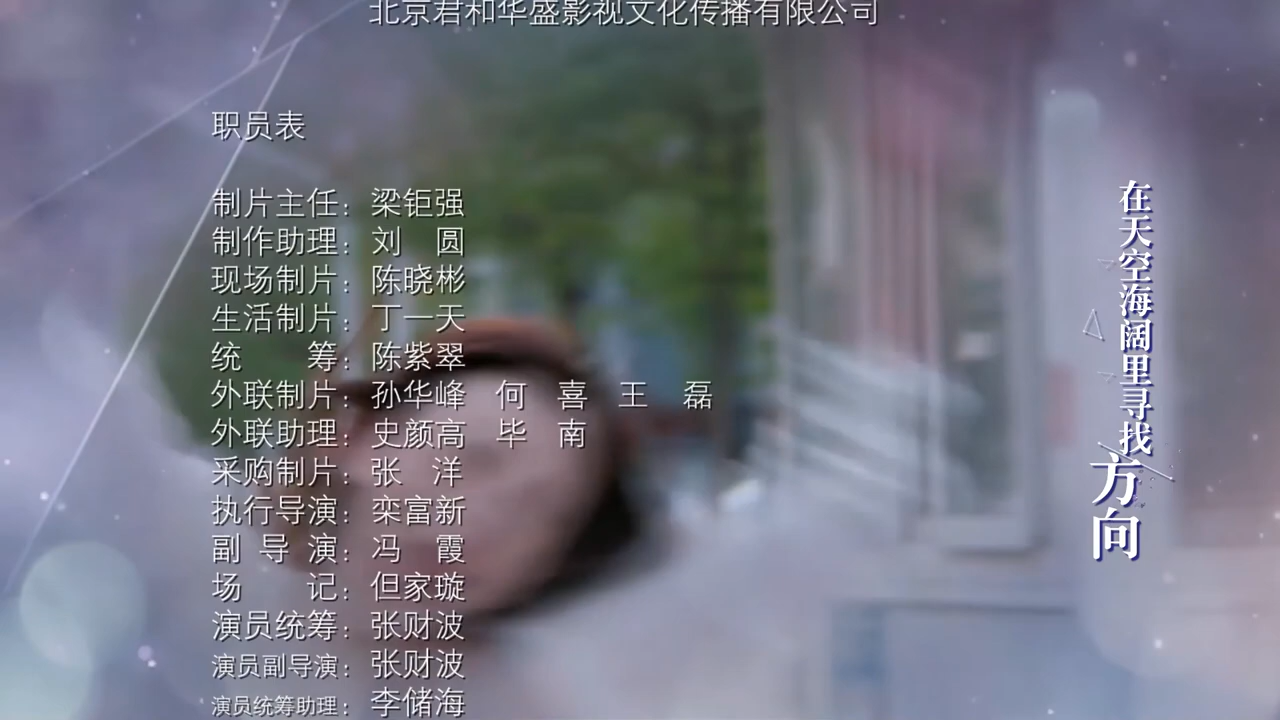 北京君和华盛影视文化传播有限公司
职员表
制片主任：梁钜强
制作助理：刘　圆
现场制片：陈晓彬
生活制片：丁一天
统　　筹：陈紫翠
外联制片：孙华峰　何　喜　王　磊
外联助理：史颜高　毕　南
采购制片：张　洋
执行导演：栾富新
副 导 演：冯　霞
场　　记：但家璇
演员统筹：张财波
演员副导演：张财波
演员统筹助理：李储海
在天空海阔里寻找
方向